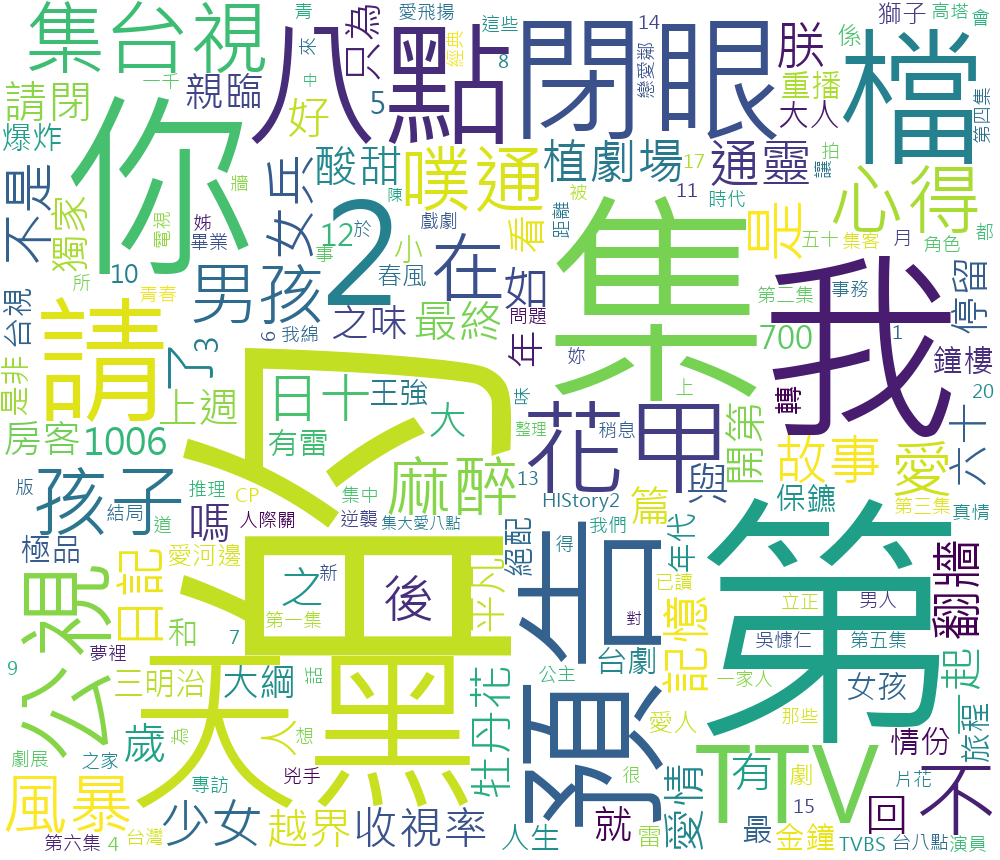 集台視
八點
閉眼
檔
只為
愛飛揚
這些
經典
8
14
戀愛鄰
係
獅子
高塔
會
青
來
中
一千
請閉
爆炸
親臨
好
5
朕
重播
大人
第四集
你
不是
獨家
牆
姊
畢業
電視
女兵
酸甜
陳
噗通
植劇場
17
通靈
拍
讓
11
時代
心得
被
戲劇
距離
看
是
五十
集客
月
角色
都
12
於
事
小
春風
在
如
男孩
2
集
我
所
10
青春
台視
了
3
9
我綿
之味
最終
年
問題
妳
第二集
事務
停留
700
1
鐘樓
請
是非
上週
日十
王強
大
味
上
花甲
轉
20
房客
1006
有雷
整理
稍息
與
開第
故事
愛
六十
孩子
版
結局
道
推理
CP
人際關
麻醉
集中
逆襲
集大愛八點
13
HIStory2
我們
篇
保鑣
第三集
真情
極品
嗎
愛河邊
智
之
新
後
平凡
絕配
得
預告
年代
已讀
第
翻牆
公視
日記
和
第一集
7
對
記憶
立正
男人
吳慷仁
第五集
起
9
夢裡
三明治
大綱
天黑
話
牡丹花
公主
台劇
一家人
女孩
旅程
歲
為
人
想
愛人
那些
情份
劇展
之家
專訪
兇手
很
愛情
TTV
有
劇
片花
風暴
少女
越界
收視率
就
雷
最
15
回
不
第六集
4
台灣
人生
金鐘
TVBS
台八點
演員